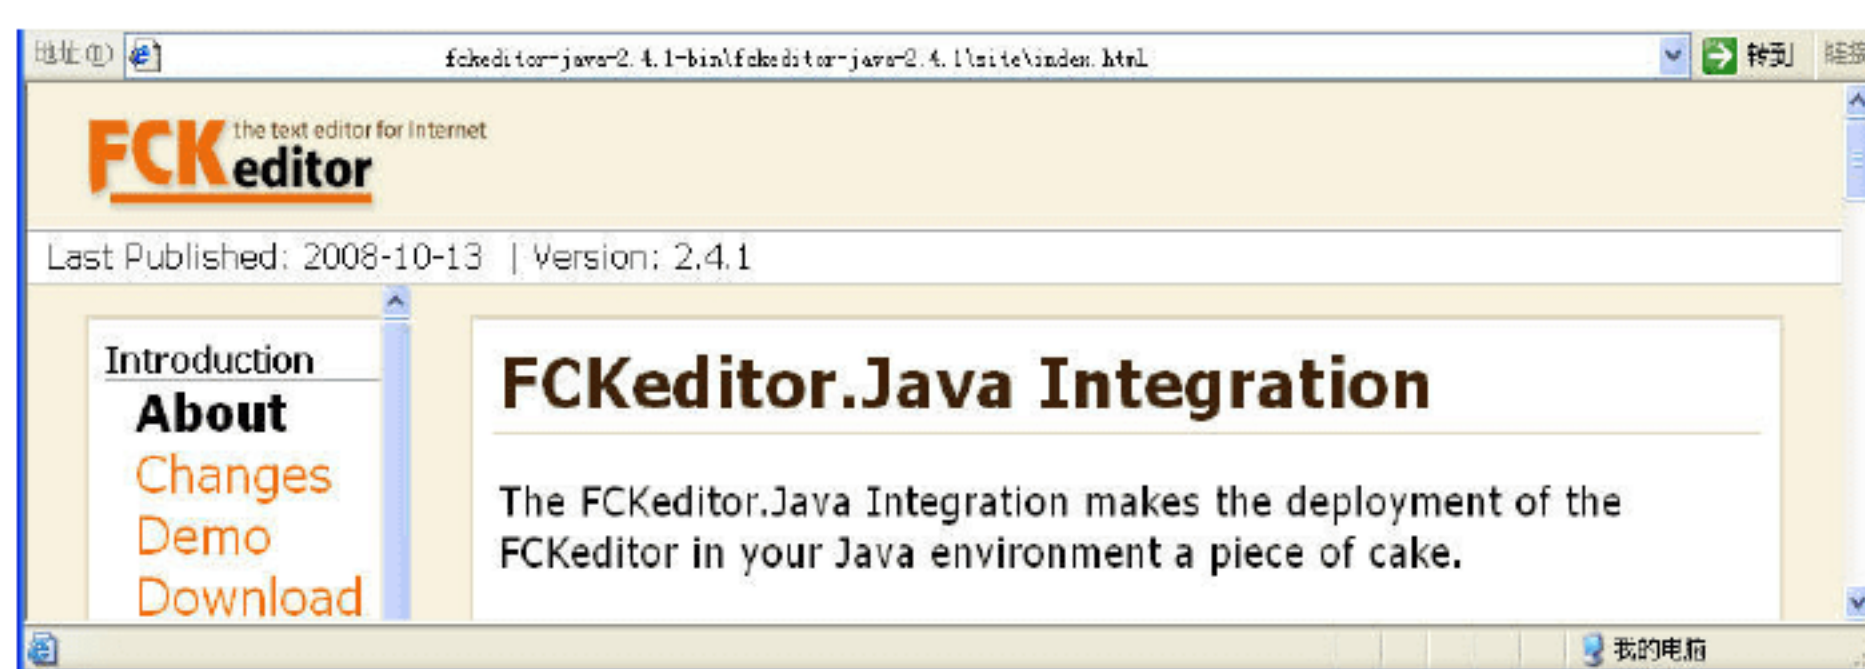 地址(D) fckeditor-java-2.4.1-bin\fckeditor-java-2.4.1\site\index.html 转到 链接
FCKeditor the text editor for Internet
Last Published: 2008-10-13 | Version: 2.4.1
Introduction
About
Changes
Demo
Download
FCKeditor.Java Integration
The FCKeditor.Java Integration makes the deployment of the
FCKeditor in your Java environment a piece of cake.
我的电脑